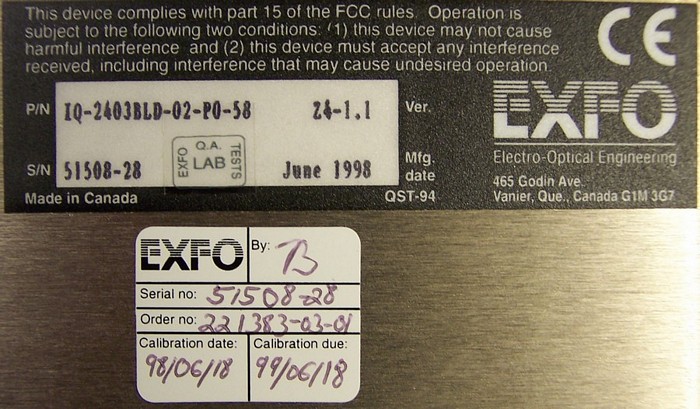 This device complies with part 15 of the FCC rules. Operation is
subject to the following two conditions: (1) this device may not cause
harmful interference and (2) this device must accept any interference
received, including interference that may cause undesired operation
CE
P/N IQ-2403BLD-02-P0-58 Z4-1.1 Ver.
EXFO
Electro-Optical Engineering
S/N 51508-28 June 1998 Mfg. date
EXFO Q.A. LAB TESTS
465 Godin Ave.
Vanier, Que., Canada G1M 3G7
Made in Canada QST-94
EXFO By: B
Serial no: 51508-28
Order no: 221383-03-01
Calibration date: Calibration due:
98/06/18 99/06/18